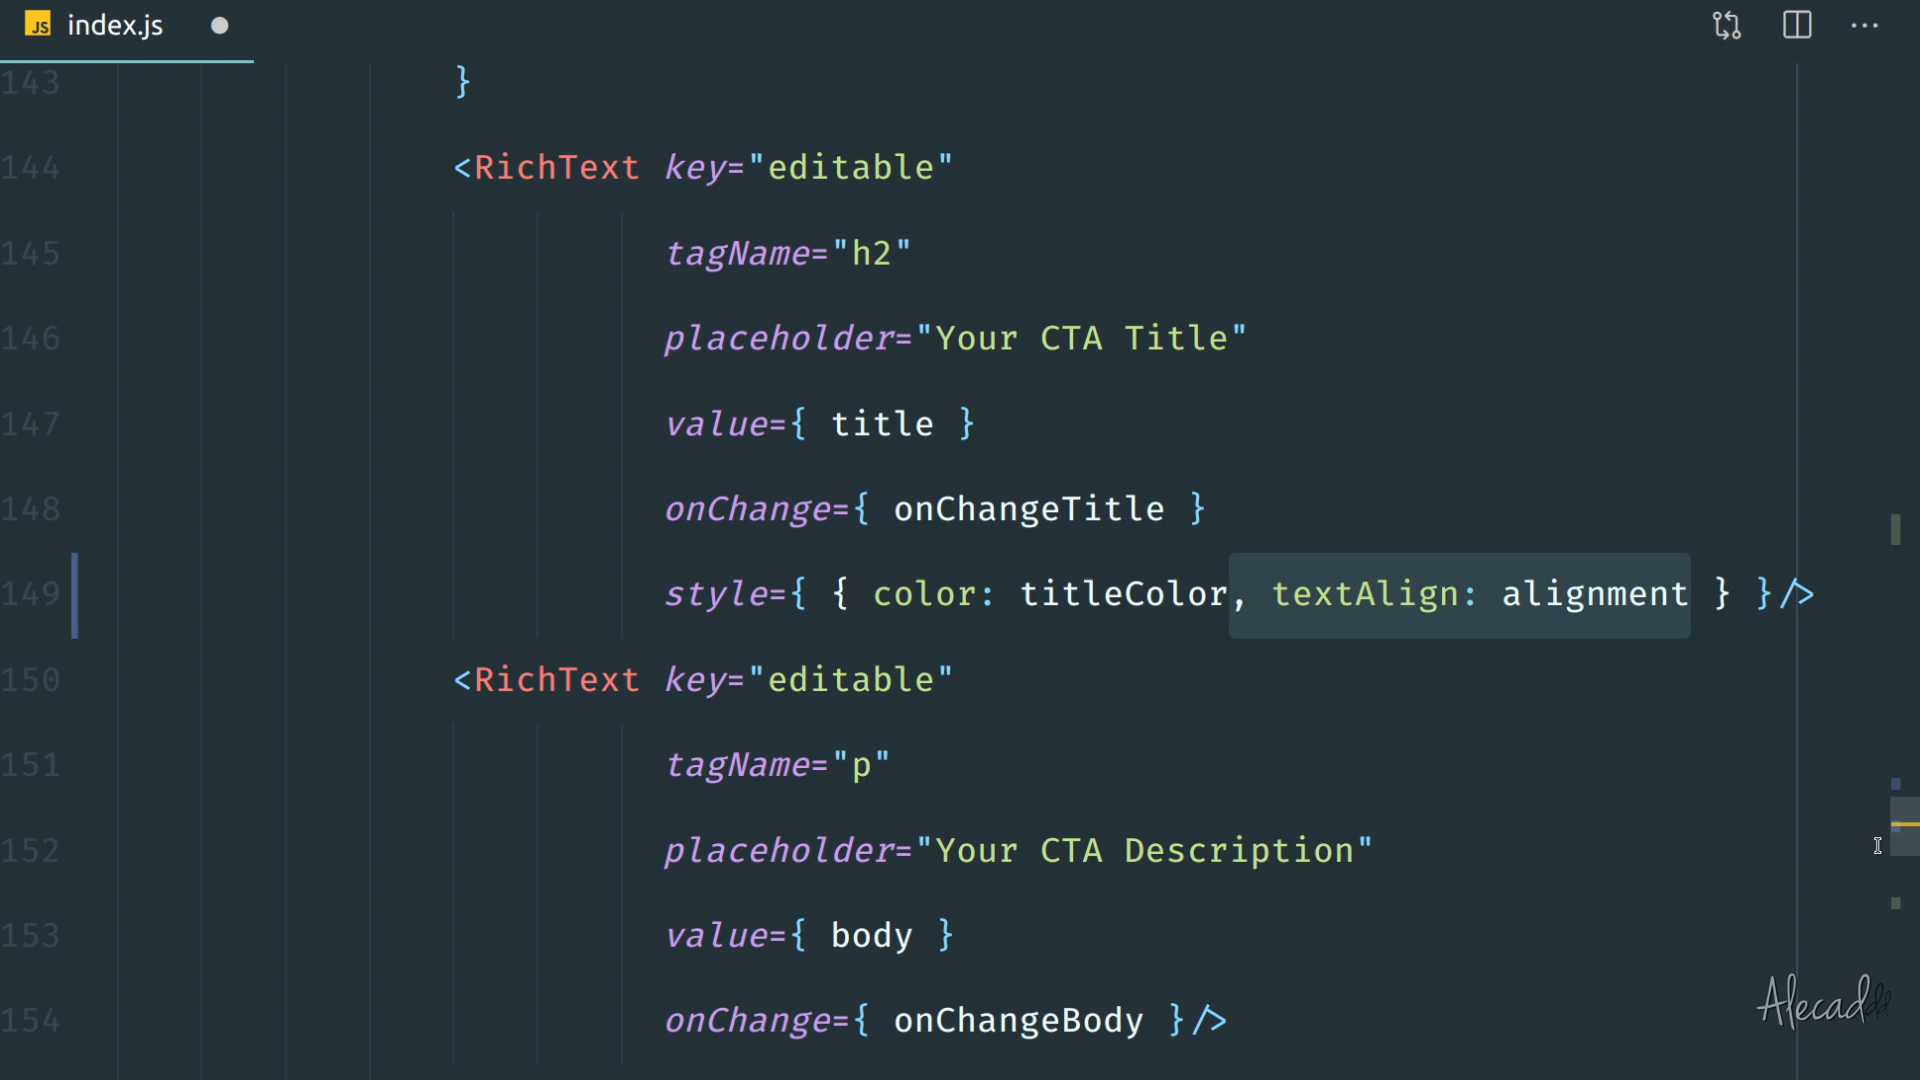 JS index.js
143 }
144 <RichText key="editable"
145 tagName="h2"
146 placeholder="Your CTA Title"
147 value={ title }
148 onChange={ onChangeTitle }
149 style={ { color: titleColor, textAlign: alignment } }/>
150 <RichText key="editable"
151 tagName="p"
152 placeholder="Your CTA Description"
153 value={ body }
154 onChange={ onChangeBody }/>
Alecaddd